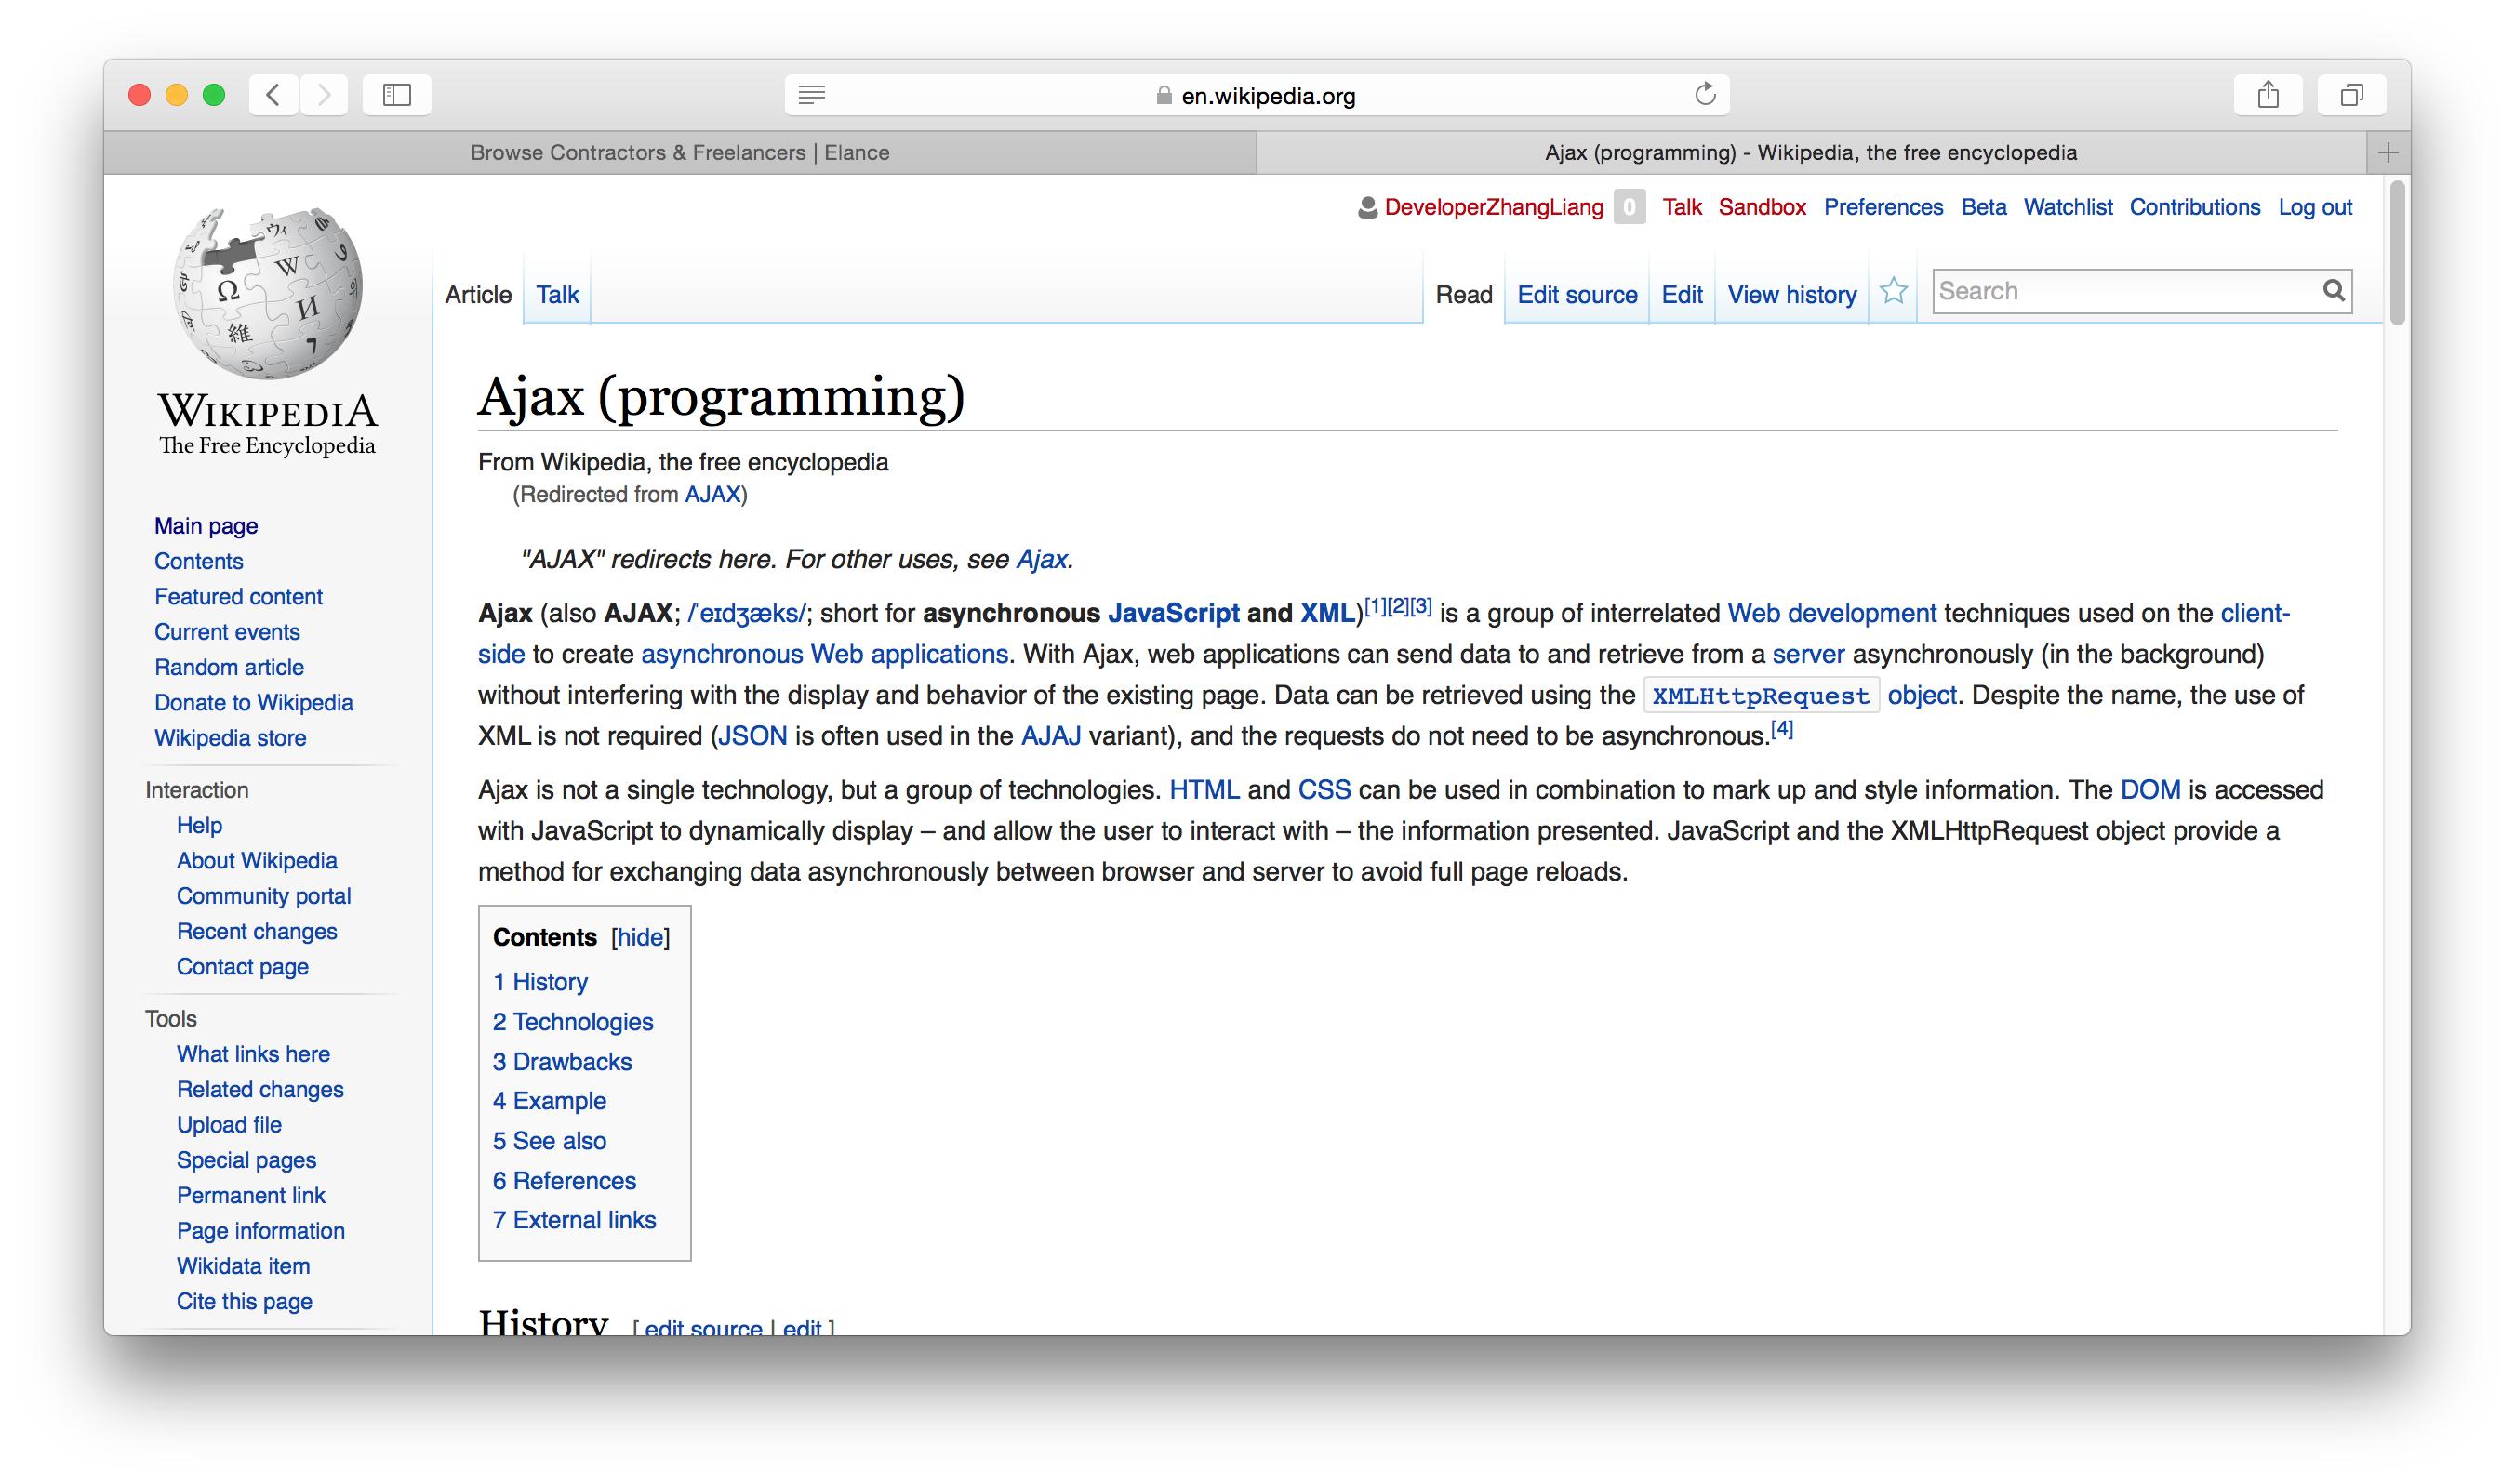 en.wikipedia.org
Browse Contractors & Freelancers | Elance
Ajax (programming) - Wikipedia, the free encyclopedia
DeveloperZhangLiang 0 Talk Sandbox Preferences Beta Watchlist Contributions Log out
Article Talk Read Edit source Edit View history Search
Ω W И 維 ウィ 7
WIKIPEDIA
The Free Encyclopedia
Main page
Contents
Featured content
Current events
Random article
Donate to Wikipedia
Wikipedia store
Interaction
Help
About Wikipedia
Community portal
Recent changes
Contact page
Tools
What links here
Related changes
Upload file
Special pages
Permanent link
Page information
Wikidata item
Cite this page
Ajax (programming)
From Wikipedia, the free encyclopedia
(Redirected from AJAX)
"AJAX" redirects here. For other uses, see Ajax.
Ajax (also AJAX; /ˈeɪdʒæks/; short for asynchronous JavaScript and XML)[1][2][3] is a group of interrelated Web development techniques used on the client-
side to create asynchronous Web applications. With Ajax, web applications can send data to and retrieve from a server asynchronously (in the background)
without interfering with the display and behavior of the existing page. Data can be retrieved using the XMLHttpRequest object. Despite the name, the use of
XML is not required (JSON is often used in the AJAJ variant), and the requests do not need to be asynchronous.[4]
Ajax is not a single technology, but a group of technologies. HTML and CSS can be used in combination to mark up and style information. The DOM is accessed
with JavaScript to dynamically display – and allow the user to interact with – the information presented. JavaScript and the XMLHttpRequest object provide a
method for exchanging data asynchronously between browser and server to avoid full page reloads.
Contents [hide]
1 History
2 Technologies
3 Drawbacks
4 Example
5 See also
6 References
7 External links
History [ edit source | edit ]